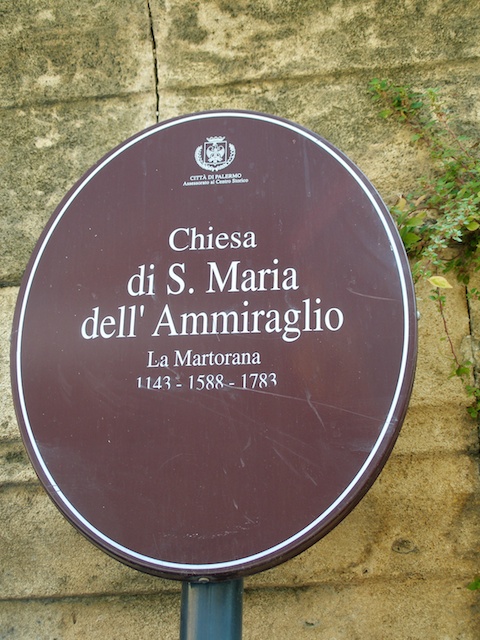 CITTÀ DI PALERMO
Assessorato al Centro Storico
Chiesa
di S. Maria
dell' Ammiraglio
La Martorana
1143 - 1588 - 1783